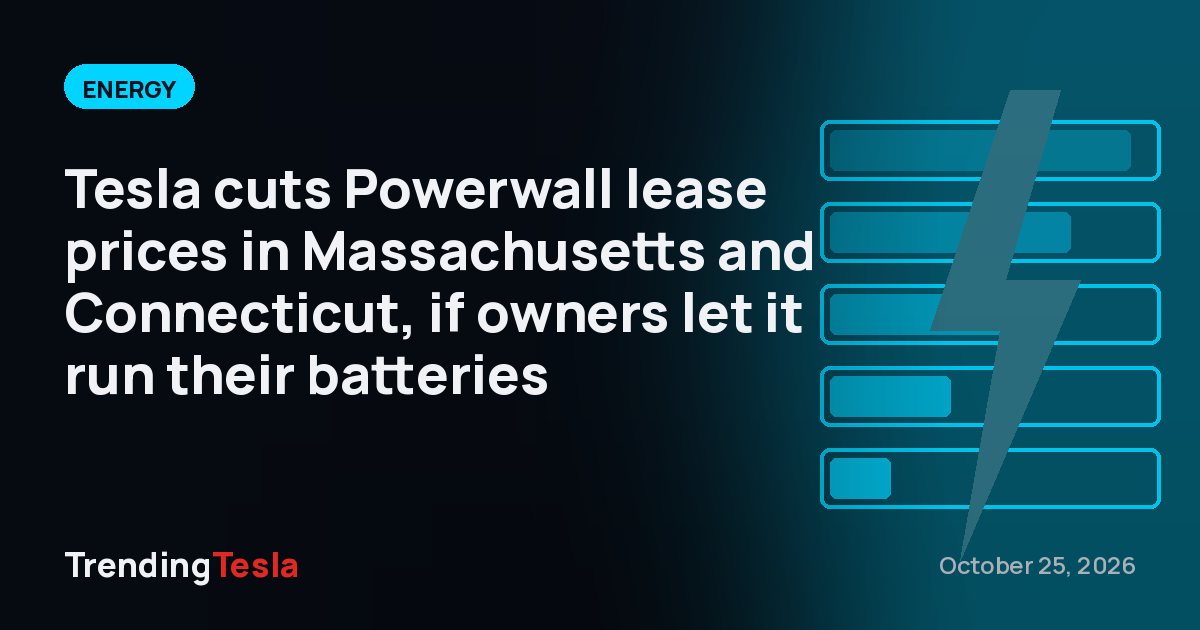 ENERGY
Tesla cuts Powerwall lease
prices in Massachusetts and
Connecticut, if owners let it
run their batteries
TrendingTesla
October 25, 2026